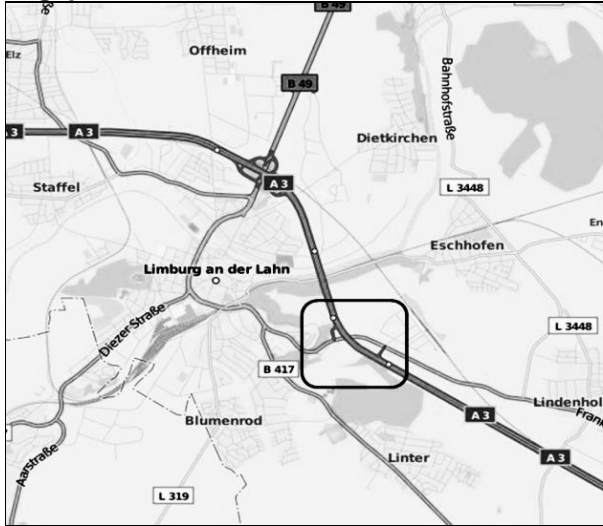 B 49
Offheim
Elz
B 49
Bahnhofstraße
A 3
Dietkirchen
A 3
Staffel
L 3448
Eschhofen
Limburg an der Lahn
Diezer Straße
L 3448
B 417
Lindenhol
A 3
Blumenrod
Linter
A 3
Aarstraße
L 319